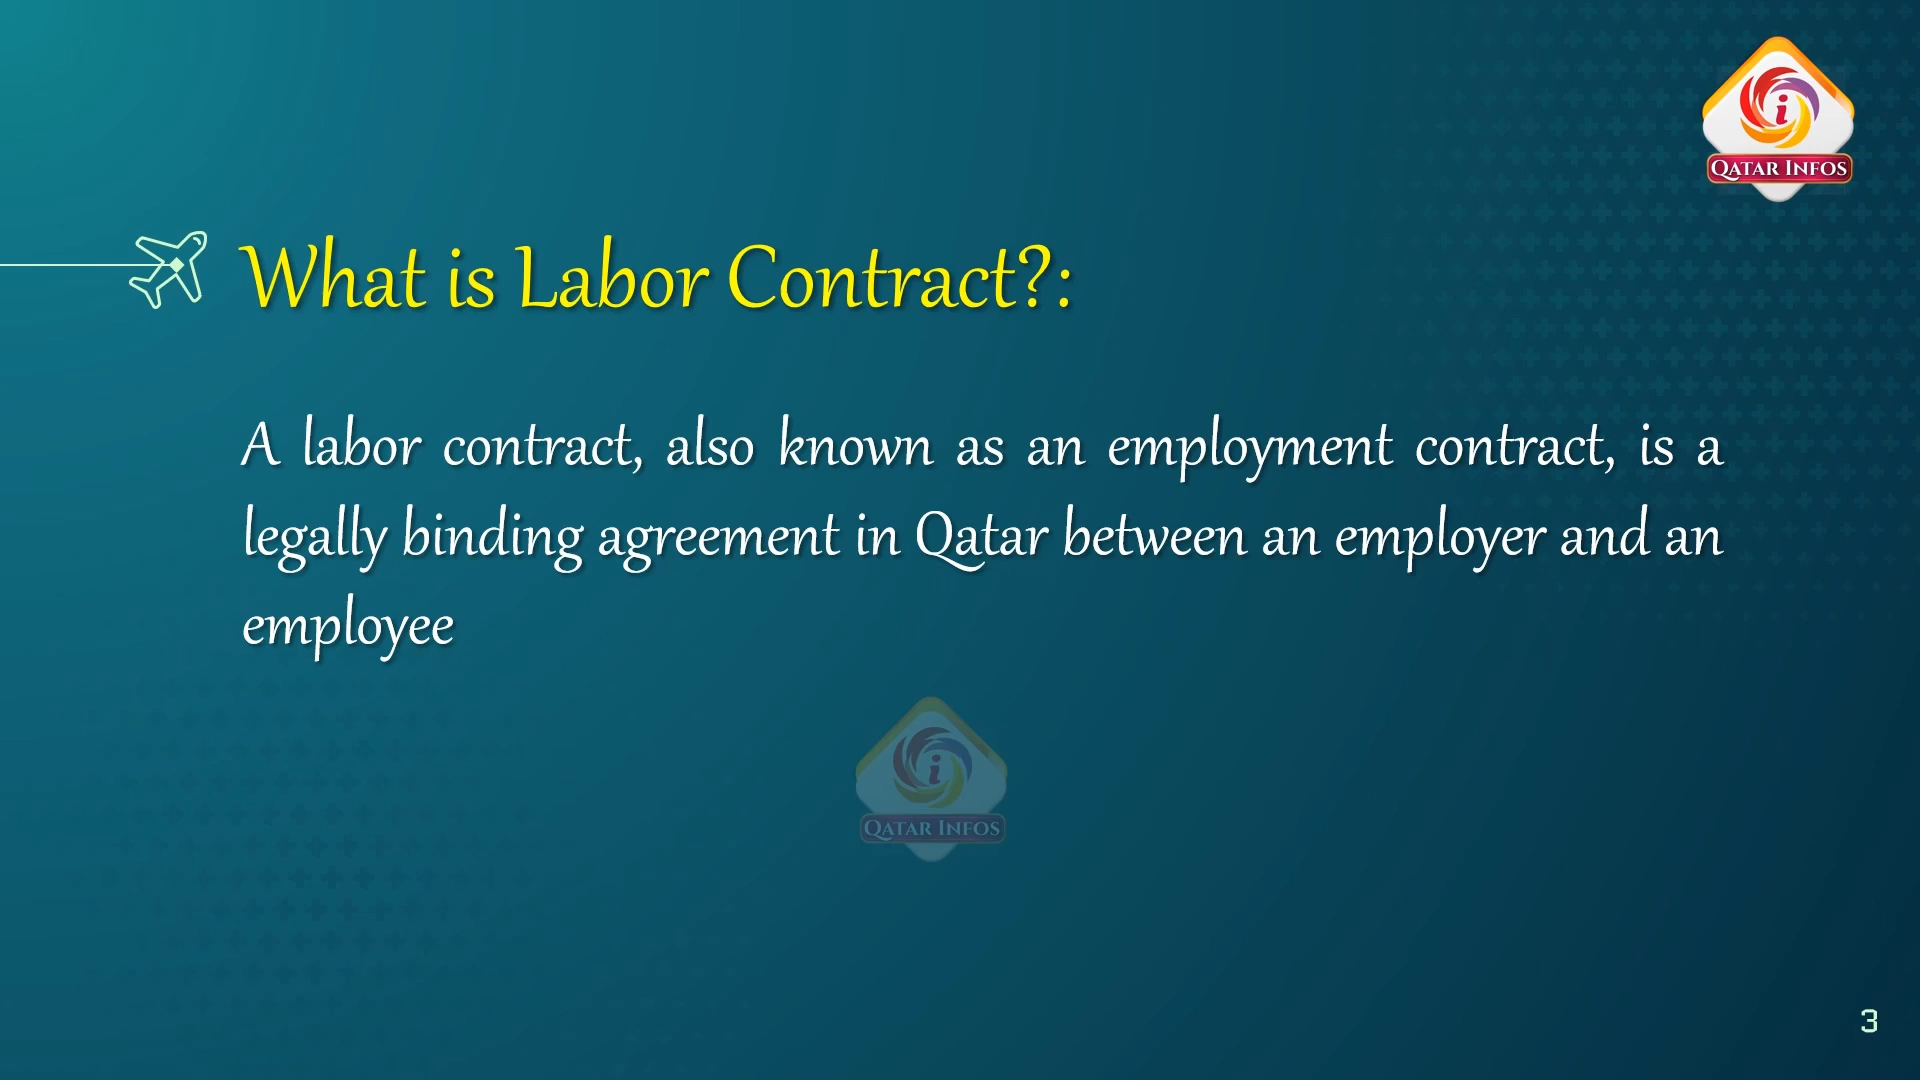 QATAR INFOS
What is Labor Contract?:
A labor contract, also known as an employment contract, is a
legally binding agreement in Qatar between an employer and an
employee
QATAR INFOS
3